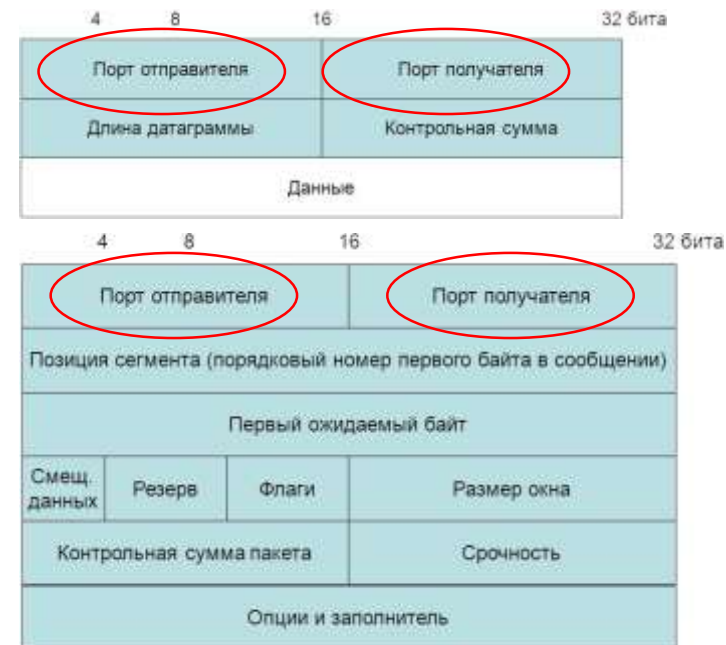 4 8 16 32 бита
Порт отправителя Порт получателя
Длина датаграммы Контрольная сумма
Данные
4 8 16 32 бита
Порт отправителя Порт получателя
Позиция сегмента (порядковый номер первого байта в сообщении)
Первый ожидаемый байт
Смещ.
данных Резерв Флаги Размер окна
Контрольная сумма пакета Срочность
Опции и заполнитель